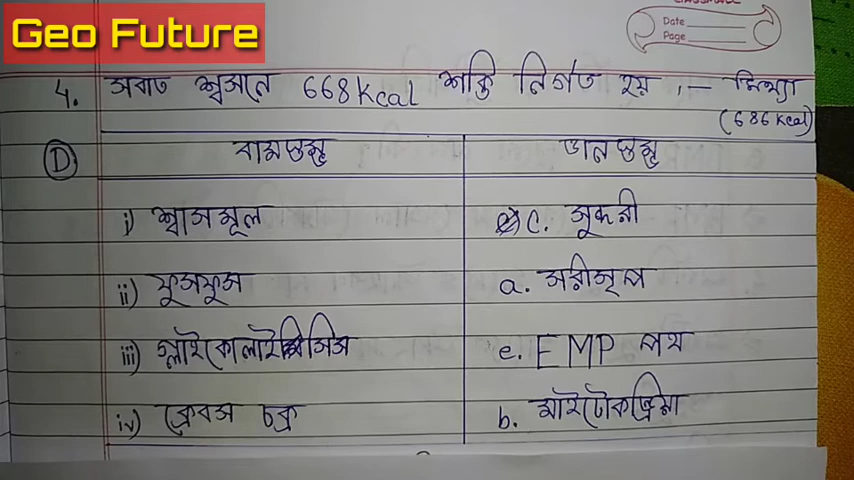 CLASSMATE
Geo Future
Date
Page
4. সবাত শ্বসনে 668 Kcal শক্তি নির্গত হয় ,— মিথ্যা
(686 Kcal)
D বামস্তম্ভ ডানস্তম্ভ
i) শ্বাসমূল c. সুন্দরী
ii) ফুসফুস a. সরীসৃপ
iii) গ্লাইকোলাইসিস e. EMP পথ
iv) ক্রেবস চক্র b. মাইটোকন্ড্রিয়া